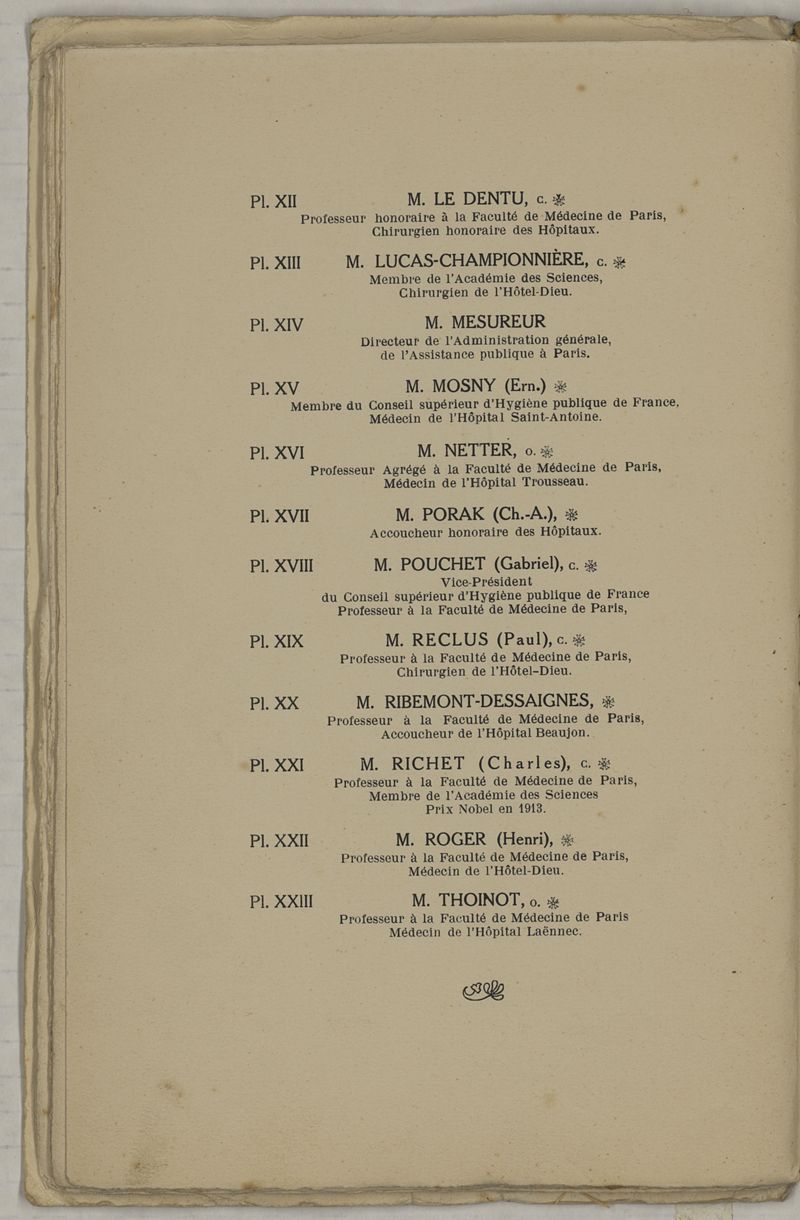 Pl. XII M. LE DENTU, C. ❋
Professeur honoraire à la Faculté de Médecine de Paris,
Chirurgien honoraire des Hôpitaux.
Pl. XIII M. LUCAS-CHAMPIONNIÈRE, C. ❋
Membre de l'Académie des Sciences,
Chirurgien de l'Hôtel-Dieu.
Pl. XIV M. MESUREUR
Directeur de l'Administration générale,
de l'Assistance publique à Paris.
Pl. XV M. MOSNY (Ern.) ❋
Membre du Conseil supérieur d'Hygiène publique de France,
Médecin de l'Hôpital Saint-Antoine.
Pl. XVI M. NETTER, O. ❋
Professeur Agrégé à la Faculté de Médecine de Paris,
Médecin de l'Hôpital Trousseau.
Pl. XVII M. PORAK (Ch.-A.), ❋
Accoucheur honoraire des Hôpitaux.
Pl. XVIII M. POUCHET (Gabriel), C. ❋
Vice-Président
du Conseil supérieur d'Hygiène publique de France
Professeur à la Faculté de Médecine de Paris,
Pl. XIX M. RECLUS (Paul), C. ❋
Professeur à la Faculté de Médecine de Paris,
Chirurgien de l'Hôtel-Dieu.
Pl. XX M. RIBEMONT-DESSAIGNES, ❋
Professeur à la Faculté de Médecine de Paris,
Accoucheur de l'Hôpital Beaujon.
Pl. XXI M. RICHET (Charles), C. ❋
Professeur à la Faculté de Médecine de Paris,
Membre de l'Académie des Sciences
Prix Nobel en 1913.
Pl. XXII M. ROGER (Henri), ❋
Professeur à la Faculté de Médecine de Paris,
Médecin de l'Hôtel-Dieu.
Pl. XXIII M. THOINOT, O. ❋
Professeur à la Faculté de Médecine de Paris
Médecin de l'Hôpital Laënnec.